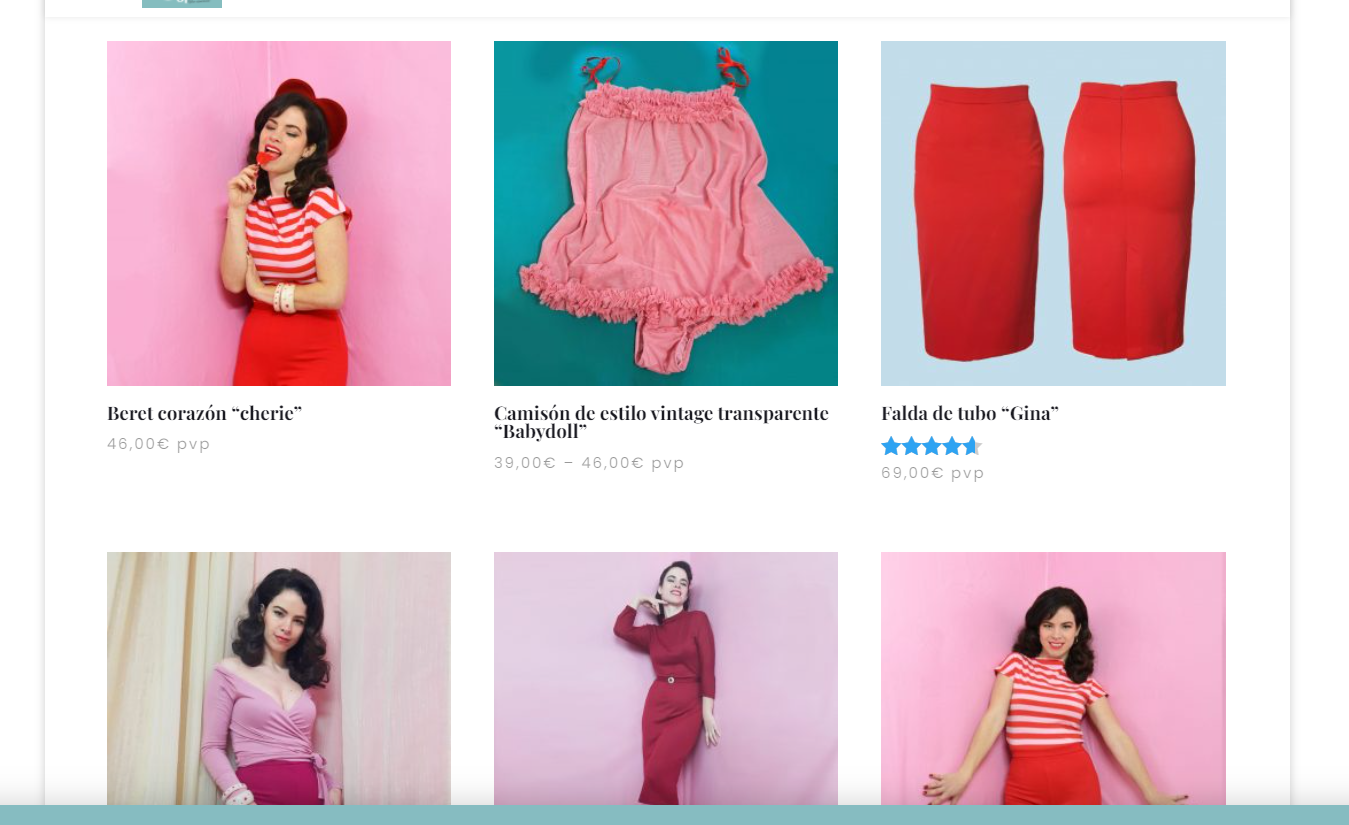 Beret corazón “cherie”
46,00€ pvp
Camisón de estilo vintage transparente
“Babydoll”
39,00€ – 46,00€ pvp
Falda de tubo “Gina”
69,00€ pvp